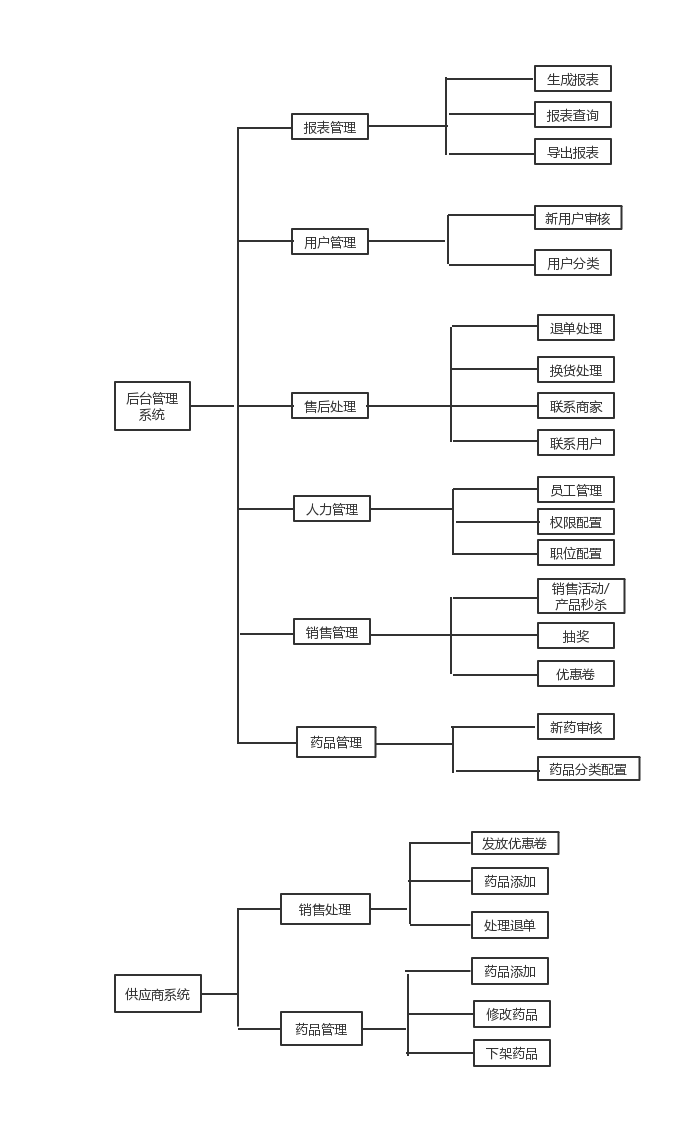 生成报表
报表查询
报表管理
导出报表
新用户审核
用户管理
用户分类
退单处理
换货处理
后台管理
系统
售后处理
联系商家
联系用户
员工管理
人力管理
权限配置
职位配置
销售活动/
产品秒杀
销售管理
抽奖
优惠卷
新药审核
药品管理
药品分类配置
发放优惠卷
药品添加
销售处理
处理退单
药品添加
供应商系统
修改药品
药品管理
下架药品